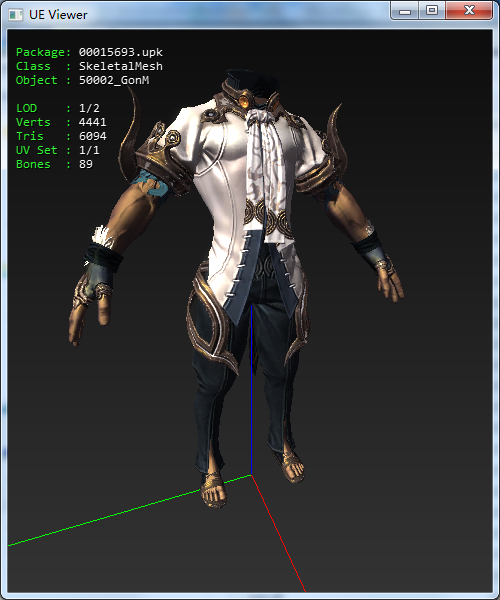 UE Viewer
Package: 00015693.upk
Class : SkeletalMesh
Object : 50002_GonM
LOD : 1/2
Verts : 4441
Tris : 6094
UV Set : 1/1
Bones : 89